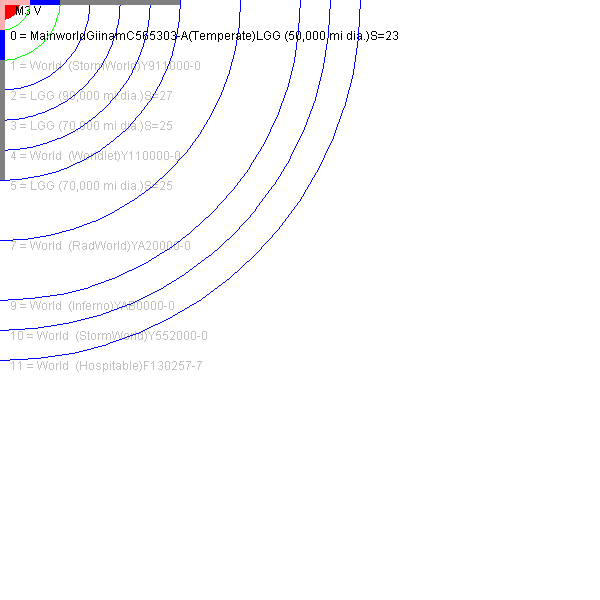 M3 V
0 = MainworldGiinamC565303-A(Temperate)LGG (50,000 mi dia.)S=23
1 = World (StormWorld)Y911000-0
2 = LGG (90,000 mi dia.)S=27
3 = LGG (70,000 mi dia.)S=25
4 = World (Worldlet)Y110000-0
5 = LGG (70,000 mi dia.)S=25
7 = World (RadWorld)YA20000-0
9 = World (Inferno)YAB0000-0
10 = World (StormWorld)Y552000-0
11 = World (Hospitable)F130257-7